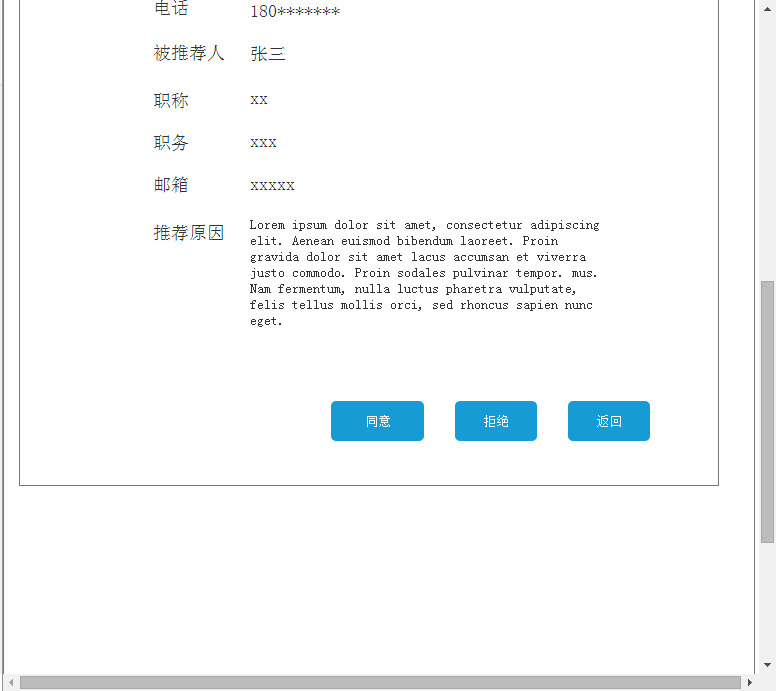 电话 180*******
被推荐人 张三
职称 xx
职务 xxx
邮箱 xxxxx
推荐原因 Lorem ipsum dolor sit amet, consectetur adipiscing
elit. Aenean euismod bibendum laoreet. Proin
gravida dolor sit amet lacus accumsan et viverra
justo commodo. Proin sodales pulvinar tempor. mus.
Nam fermentum, nulla luctus pharetra vulputate,
felis tellus mollis orci, sed rhoncus sapien nunc
eget.
同意 拒绝 返回